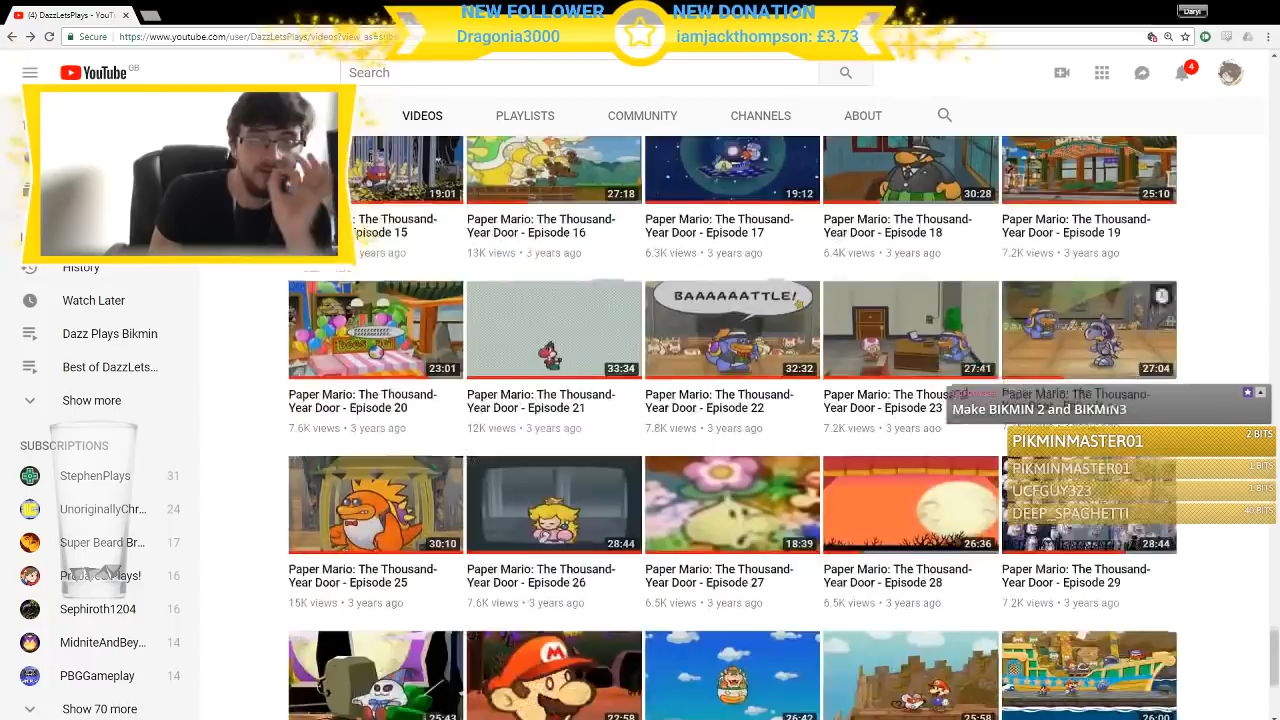 (4) DazzLetsPlays - YouT
Daryl
NEW FOLLOWER
NEW DONATION
Dragonia3000
iamjackthompson: £3.73
Secure
https://www.youtube.com/user/DazzLetsPlays/videos?view_as=sub
YouTube GB
Search
4
VIDEOS
PLAYLISTS
COMMUNITY
CHANNELS
ABOUT
19:01
27:18
19:12
30:28
25:10
: The Thousand-
pisode 15
Paper Mario: The Thousand-
Year Door - Episode 16
Paper Mario: The Thousand-
Year Door - Episode 17
Paper Mario: The Thousand-
Year Door - Episode 18
Paper Mario: The Thousand-
Year Door - Episode 19
views • 3 years ago
13K views • 3 years ago
6.3K views • 3 years ago
6.4K views • 3 years ago
7.2K views • 3 years ago
History
Watch Later
Dazz Plays Bikmin
Best of DazzLets...
Show more
BAAAAAATTLE!
23:01
33:34
32:32
27:41
27:04
Paper Mario: The Thousand-
Year Door - Episode 20
Paper Mario: The Thousand-
Year Door - Episode 21
Paper Mario: The Thousand-
Year Door - Episode 22
Paper Mario: The Thousand-
Year Door - Episode 23
Paper Mario: The Thousand-
7.6K views • 3 years ago
12K views • 3 years ago
7.8K views • 3 years ago
7.2K views • 3 years ago
Make BIKMIN 2 and BIKMIN3
PIKMINMASTER01 2 BITS
PIKMINMASTER01 1 BITS
UCFGUY323 1 BITS
DEEP_SPAGHETTI 40 BITS
SUBSCRIPTIONS
StephenPlays 31
UnoriginallyChr... 24
Super Beard Br... 17
16
Sephiroth1204 16
MidniteAndBey... 14
PBGGameplay 14
Show 70 more
30:10
28:44
18:39
26:36
28:44
Paper Mario: The Thousand-
Year Door - Episode 25
Paper Mario: The Thousand-
Year Door - Episode 26
Paper Mario: The Thousand-
Year Door - Episode 27
Paper Mario: The Thousand-
Year Door - Episode 28
Paper Mario: The Thousand-
Year Door - Episode 29
15K views • 3 years ago
7.6K views • 3 years ago
6.5K views • 3 years ago
6.5K views • 3 years ago
7.2K views • 3 years ago
25:43
22:58
26:42
25:58
26:00